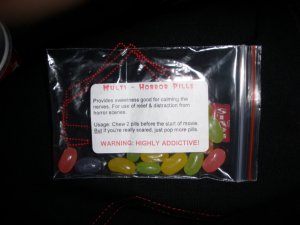 Multi - Horror Pills
Provides sweetness good for calming the
nerves. For use of relief & distraction from
horror scenes.
Usage: Chew 2 pills before the start of movie.
But if you're really scared, just pop more pills.
WARNING: HIGHLY ADDICTIVE!